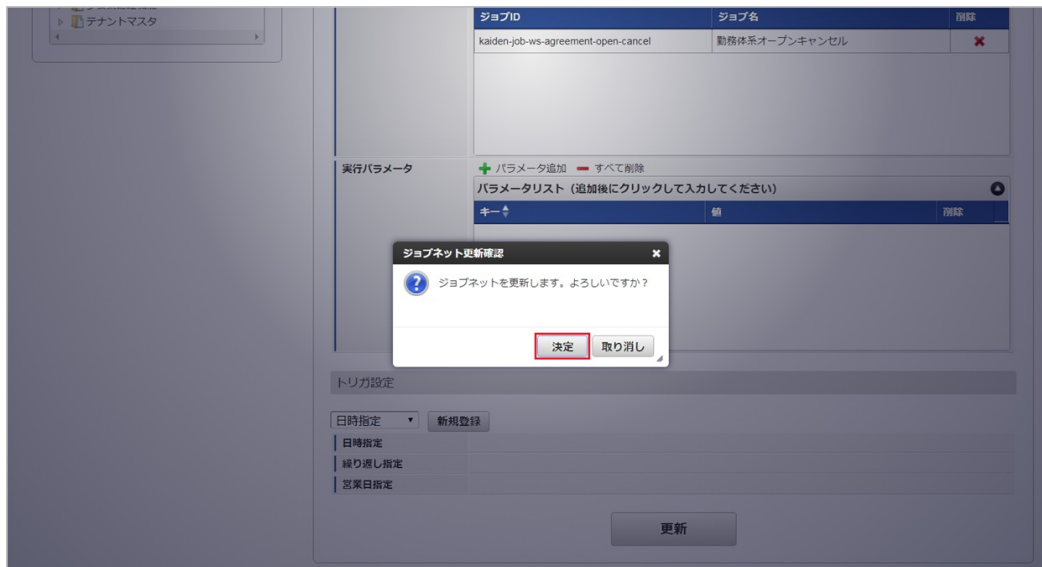 テナントマスタ
ジョブID ジョブ名 削除
kaiden-job-ws-agreement-open-cancel 勤務体系オープンキャンセル
実行パラメータ パラメータ追加 すべて削除
パラメータリスト（追加後にクリックして入力してください）
キー 値 削除
ジョブネット更新確認
ジョブネットを更新します。よろしいですか？
決定 取り消し
トリガ設定
日時指定 新規登録
日時指定
繰り返し指定
営業日指定
更新